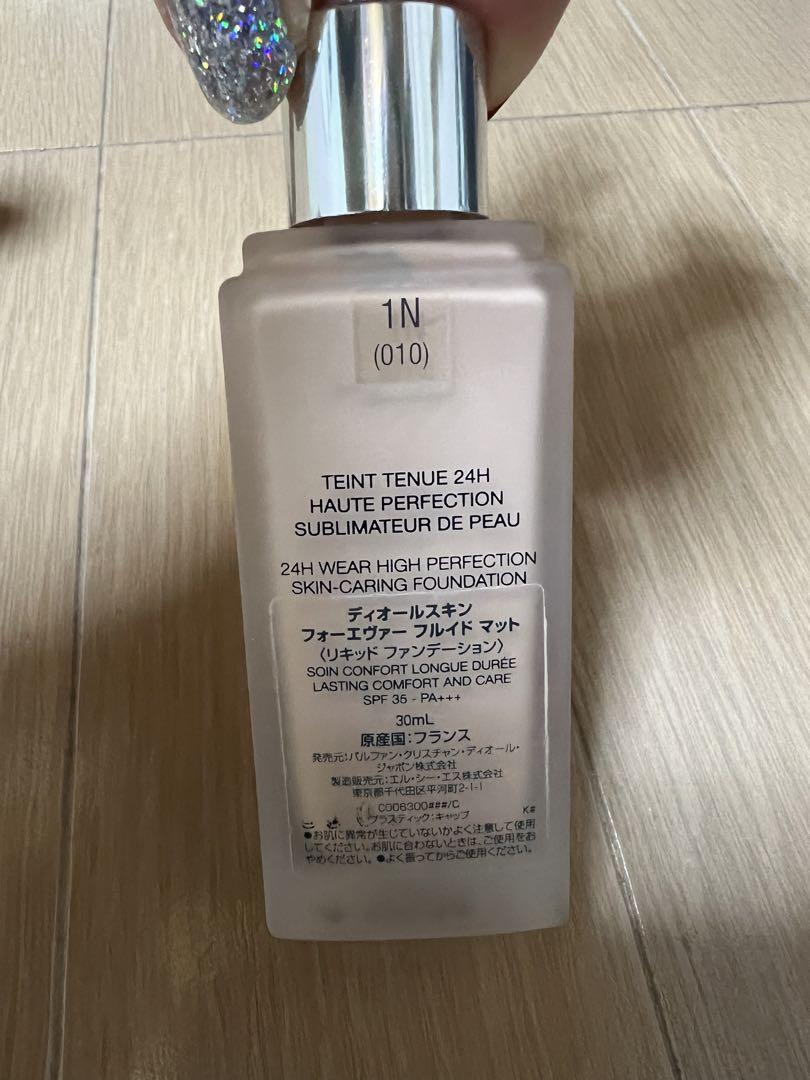 1N
(010)
TEINT TENUE 24H
HAUTE PERFECTION
SUBLIMATEUR DE PEAU
24H WEAR HIGH PERFECTION
SKIN-CARING FOUNDATION
ディオールスキン
フォーエヴァー フルイド マット
〈リキッド ファンデーション〉
SOIN CONFORT LONGUE DURÉE
LASTING COMFORT AND CARE
SPF 35 - PA+++
30mL
原産国:フランス
発売元:パルファン・クリスチャン・ディオール・
ジャポン株式会社
製造販売元:エル・シー・エス株式会社
東京都千代田区平河町2-1-1
C006300###/C
K#
プラスティック:キャップ
●お肌に異常が生じていないかよく注意して使用
してください。お肌に合わないときは、ご使用をお
やめください。●よく振ってからご使用ください。